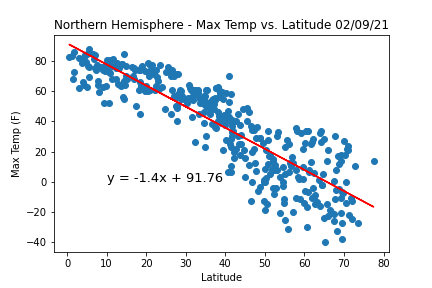 Northern Hemisphere - Max Temp vs. Latitude 02/09/21
Max Temp (F)
80
60
40
20
0
−20
−40
y = -1.4x + 91.76
0 10 20 30 40 50 60 70 80
Latitude